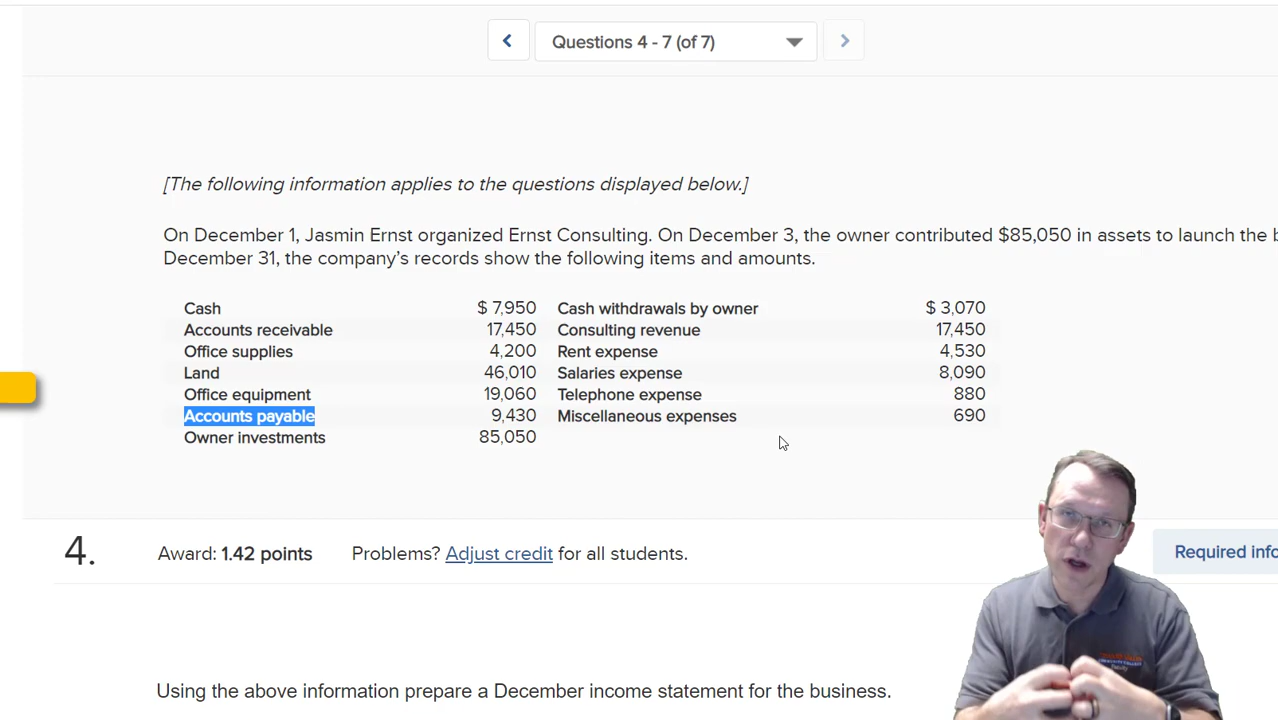 Questions 4 - 7 (of 7)
[The following information applies to the questions displayed below.]
On December 1, Jasmin Ernst organized Ernst Consulting. On December 3, the owner contributed $85,050 in assets to launch the b
December 31, the company's records show the following items and amounts.
Cash $ 7,950 Cash withdrawals by owner $ 3,070
Accounts receivable 17,450 Consulting revenue 17,450
Office supplies 4,200 Rent expense 4,530
Land 46,010 Salaries expense 8,090
Office equipment 19,060 Telephone expense 880
Accounts payable 9,430 Miscellaneous expenses 690
Owner investments 85,050
4. Award: 1.42 points Problems? Adjust credit for all students. Required info
Using the above information prepare a December income statement for the business.